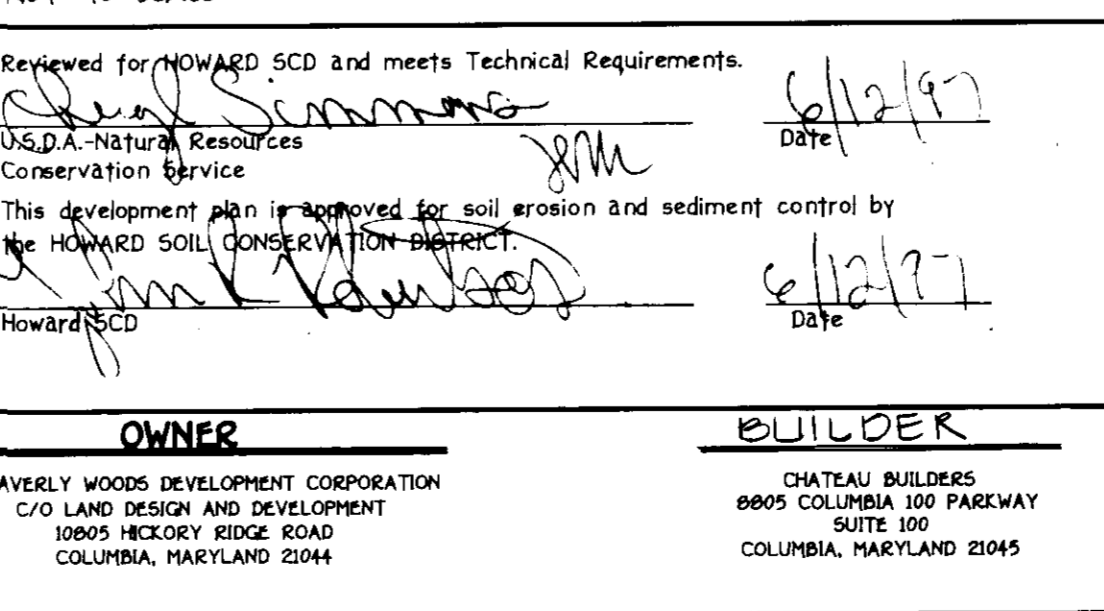 Reviewed for HOWARD SCD and meets Technical Requirements.
Cheryl Simmons 6/12/97
U.S.D.A.-Natural Resources Date
Conservation Service
This development plan is approved for soil erosion and sediment control by
the HOWARD SOIL CONSERVATION DISTRICT.
6/12/97
Howard SCD Date
OWNER BUILDER
AVERLY WOODS DEVELOPMENT CORPORATION
C/O LAND DESIGN AND DEVELOPMENT
10805 HICKORY RIDGE ROAD
COLUMBIA, MARYLAND 21044
CHATEAU BUILDERS
8805 COLUMBIA 100 PARKWAY
SUITE 100
COLUMBIA, MARYLAND 21045